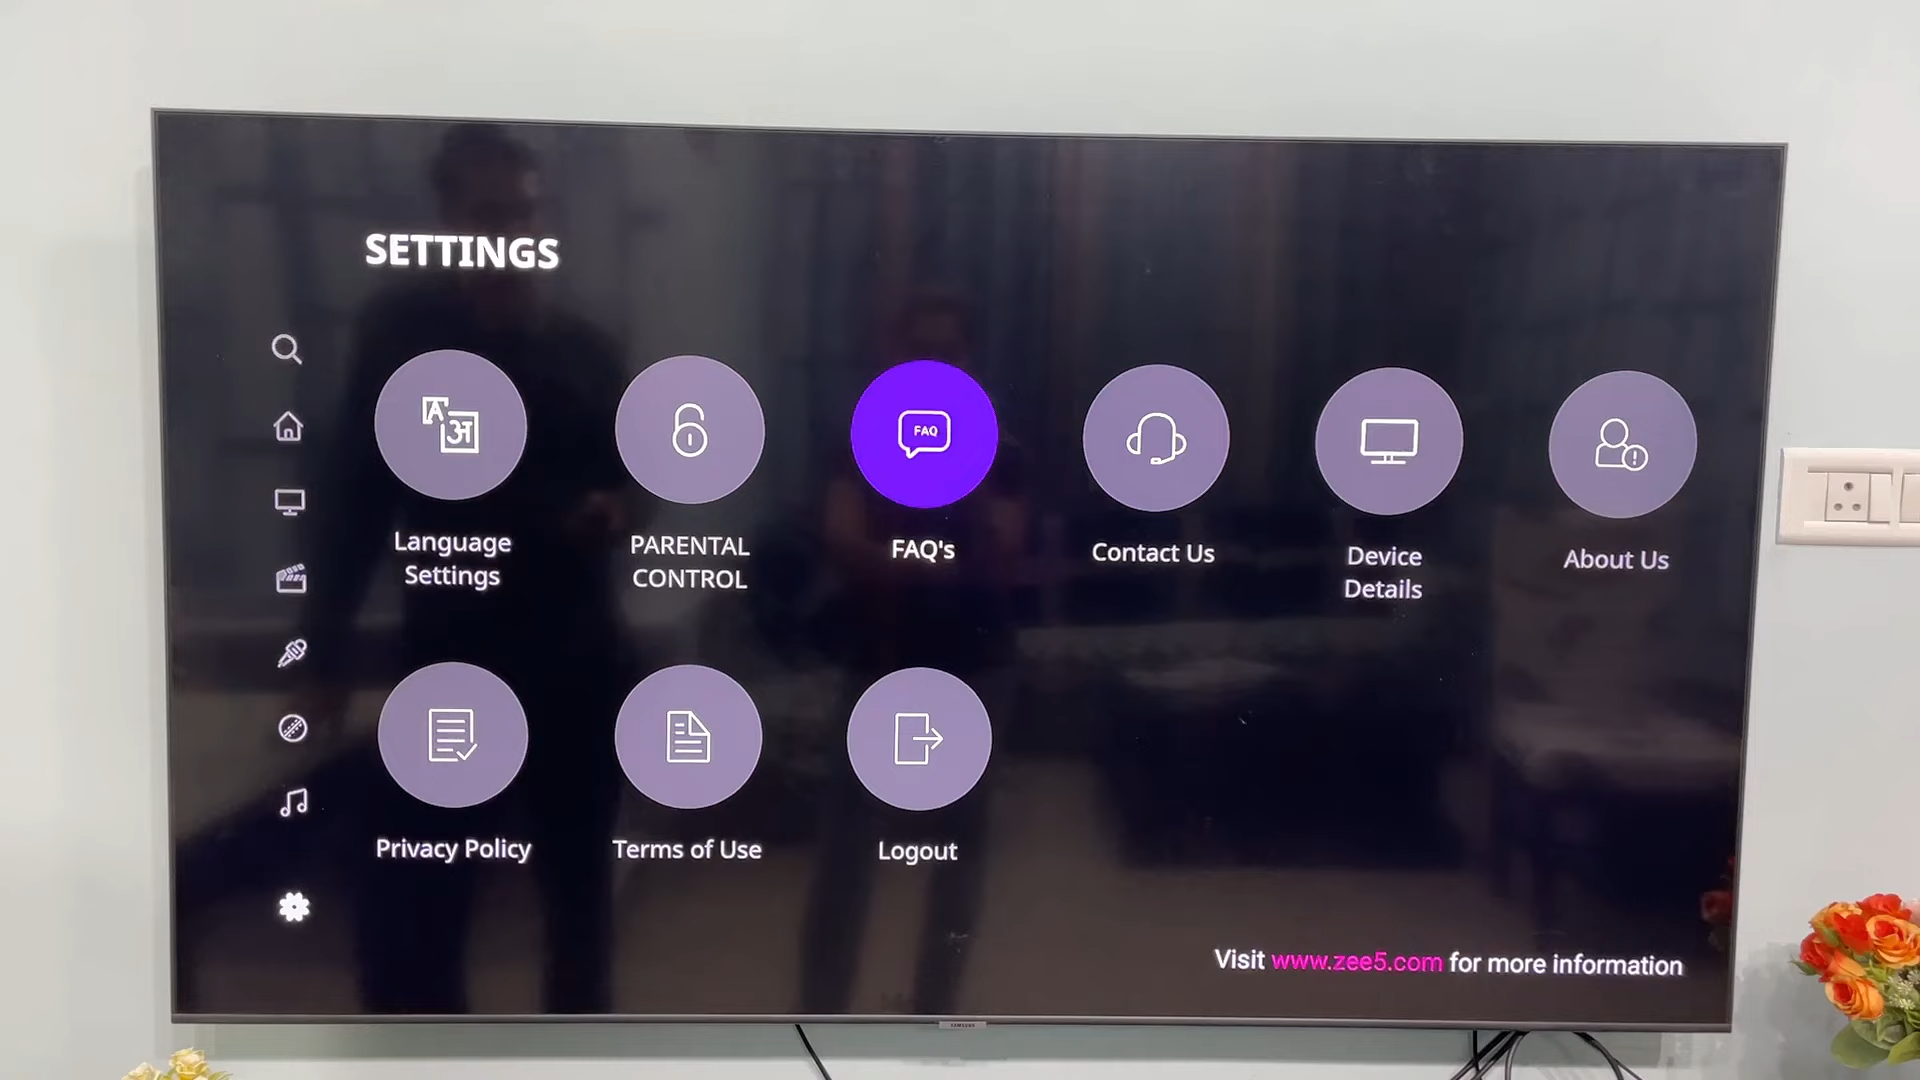 SETTINGS
A
अ
FAQ
Language
Settings
PARENTAL
CONTROL
FAQ's
Contact Us
Device
Details
About Us
Privacy Policy
Terms of Use
Logout
Visit www.zee5.com for more information
SAMSUNG